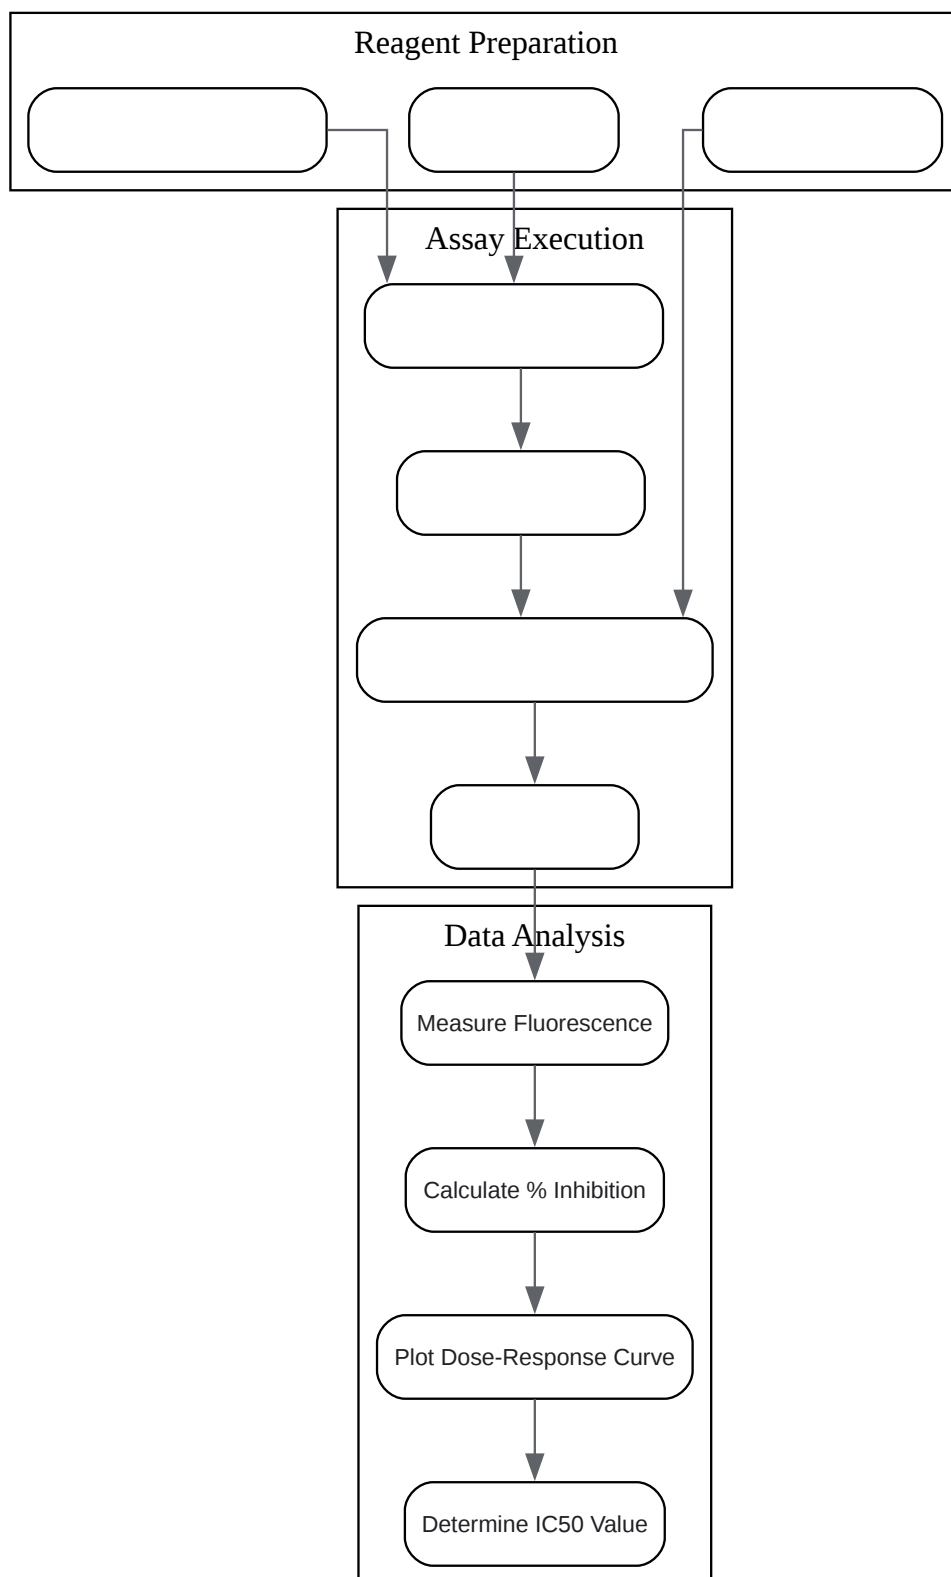 Reagent Preparation
Assay Execution
Data Analysis
Measure Fluorescence
Calculate % Inhibition
Plot Dose-Response Curve
Determine IC50 Value